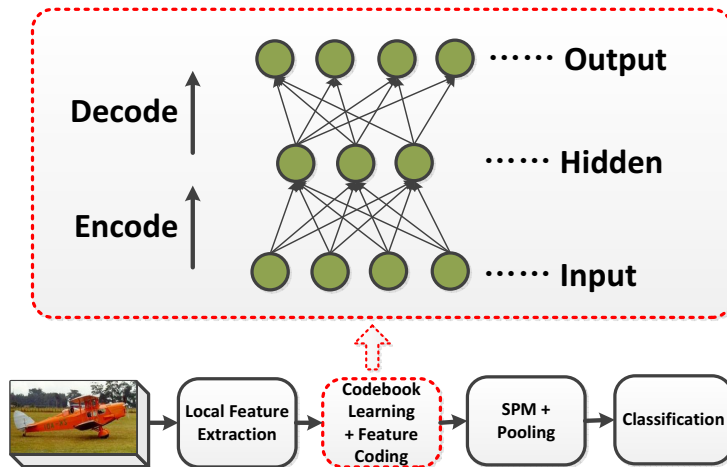 Decode
Encode
...... Output
...... Hidden
...... Input
Local Feature
Extraction
Codebook
Learning
+ Feature
Coding
SPM +
Pooling
Classification